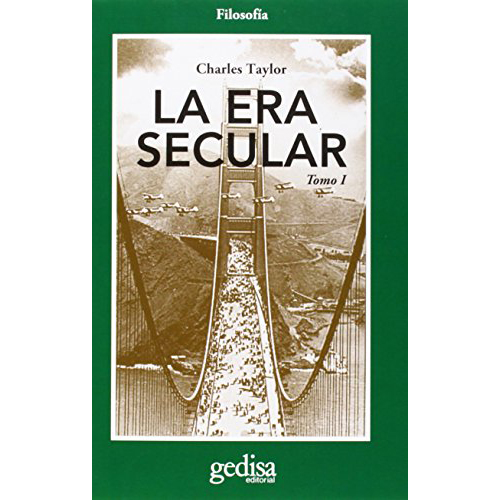 Filosofía
Charles Taylor
LA ERA
SECULAR
Tomo I
gedisa
editorial